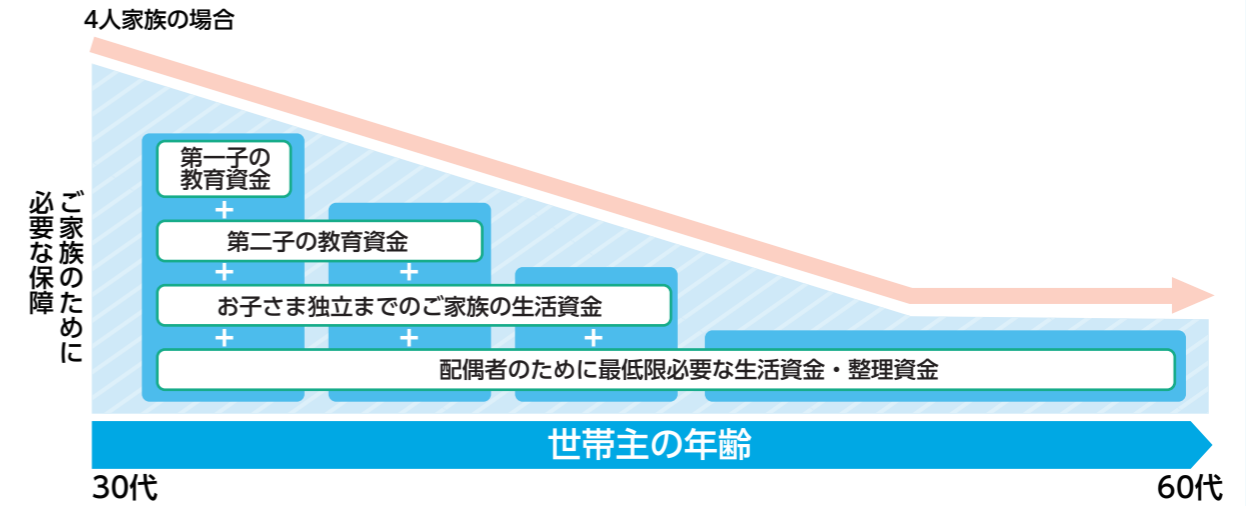 4人家族の場合
ご家族のために
必要な保障
第一子の
教育資金
+
第二子の教育資金
+ +
お子さま独立までのご家族の生活資金
+ + +
配偶者のために最低限必要な生活資金・整理資金
世帯主の年齢
30代
60代